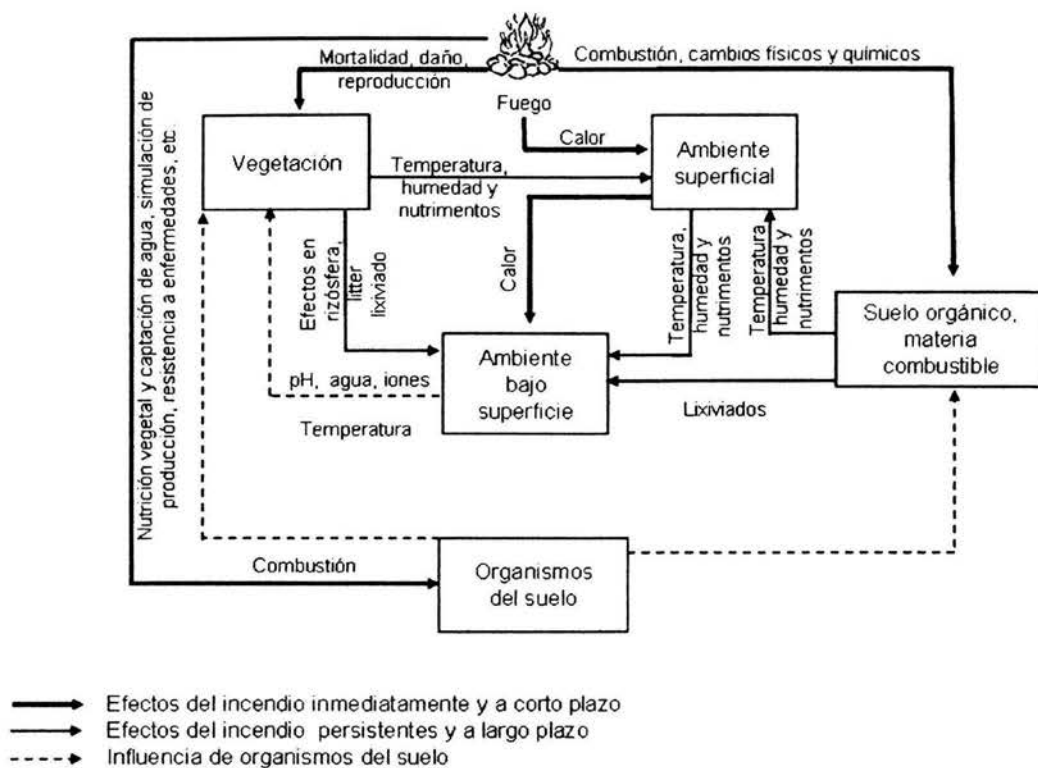 Mortalidad, daño,
reproducción
Combustión, cambios físicos y químicos
Fuego
Calor
Vegetación
Temperatura,
humedad y
nutrimentos
Ambiente
superficial
Nutrición vegetal y captación de agua, simulación de
producción, resistencia a enfermedades, etc.
Efectos en
rizósfera,
litter
lixiviado
Calor
Temperatura,
humedad y
nutrimentos
Temperatura
humedad y
nutrimentos
Suelo orgánico,
materia
combustible
Ambiente
bajo
superficie
pH, agua, iones
Temperatura
Lixiviados
Combustión
Organismos
del suelo
Efectos del incendio inmediatamente y a corto plazo
Efectos del incendio persistentes y a largo plazo
Influencia de organismos del suelo